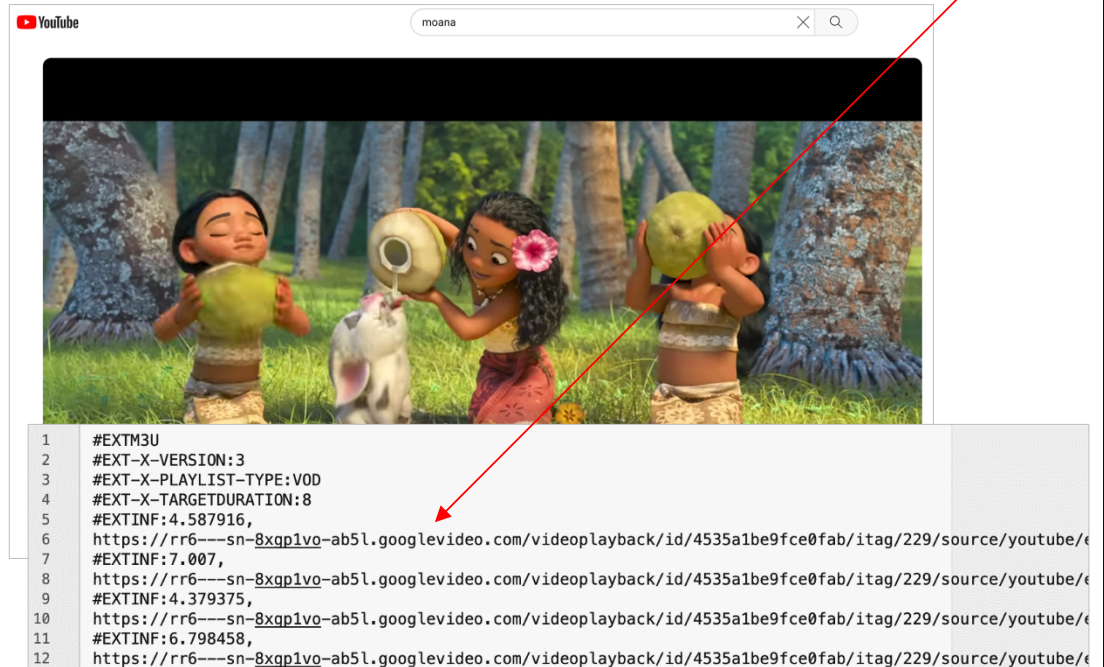 YouTube
moana
1 #EXTM3U
2 #EXT-X-VERSION:3
3 #EXT-X-PLAYLIST-TYPE:VOD
4 #EXT-X-TARGETDURATION:8
5 #EXTINF:4.587916,
6 https://rr6---sn-8xgp1vo-ab5l.googlevideo.com/videoplayback/id/4535a1be9fce0fab/itag/229/source/youtube/e
7 #EXTINF:7.007,
8 https://rr6---sn-8xgp1vo-ab5l.googlevideo.com/videoplayback/id/4535a1be9fce0fab/itag/229/source/youtube/e
9 #EXTINF:4.379375,
10 https://rr6---sn-8xgp1vo-ab5l.googlevideo.com/videoplayback/id/4535a1be9fce0fab/itag/229/source/youtube/e
11 #EXTINF:6.798458,
12 https://rr6---sn-8xgp1vo-ab5l.googlevideo.com/videoplayback/id/4535a1be9fce0fab/itag/229/source/youtube/e